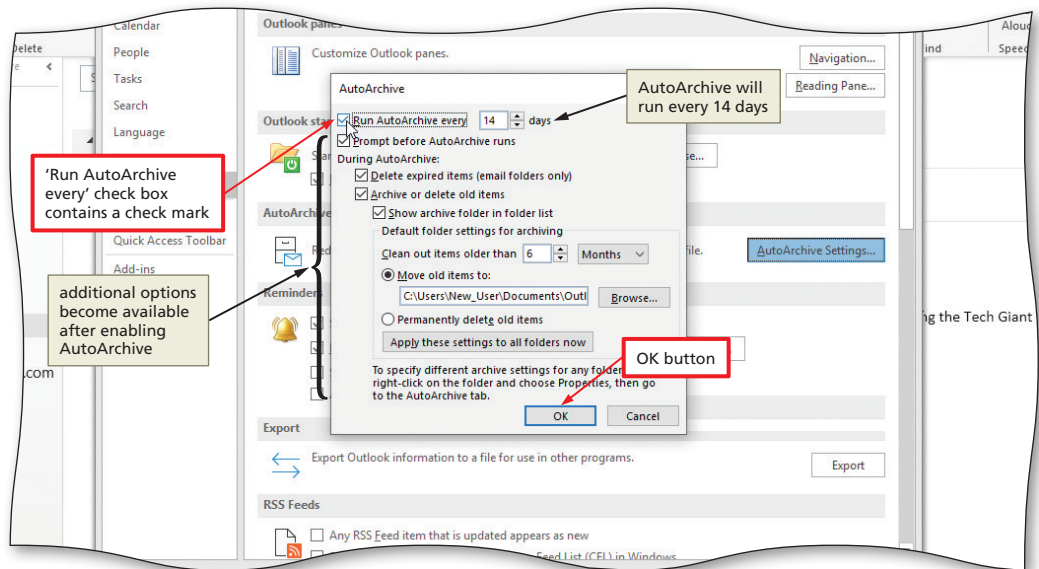 Calendar
People
Tasks
Search
Language
Quick Access Toolbar
Add-ins
Delete
Outlook panes
Customize Outlook panes.
Navigation...
Reading Pane...
Aloud
Speech
AutoArchive
Run AutoArchive every 14 days
Prompt before AutoArchive runs
During AutoArchive:
Delete expired items (email folders only)
Archive or delete old items
Show archive folder in folder list
Default folder settings for archiving
Clean out items older than 6 Months
Move old items to:
C:\Users\New_User\Documents\Outl
Browse...
Permanently delete old items
Apply these settings to all folders now
To specify different archive settings for any folder
right-click on the folder and choose Properties, then go
to the AutoArchive tab.
OK
Cancel
AutoArchive will
run every 14 days
'Run AutoArchive
every' check box
contains a check mark
additional options
become available
after enabling
AutoArchive
OK button
Outlook
AutoArchive
file.
AutoArchive Settings...
Reminders
.com
ng the Tech Giant
Export
Export Outlook information to a file for use in other programs.
Export
RSS Feeds
Any RSS Feed item that is updated appears as new
Feed List (CFL) in Windows